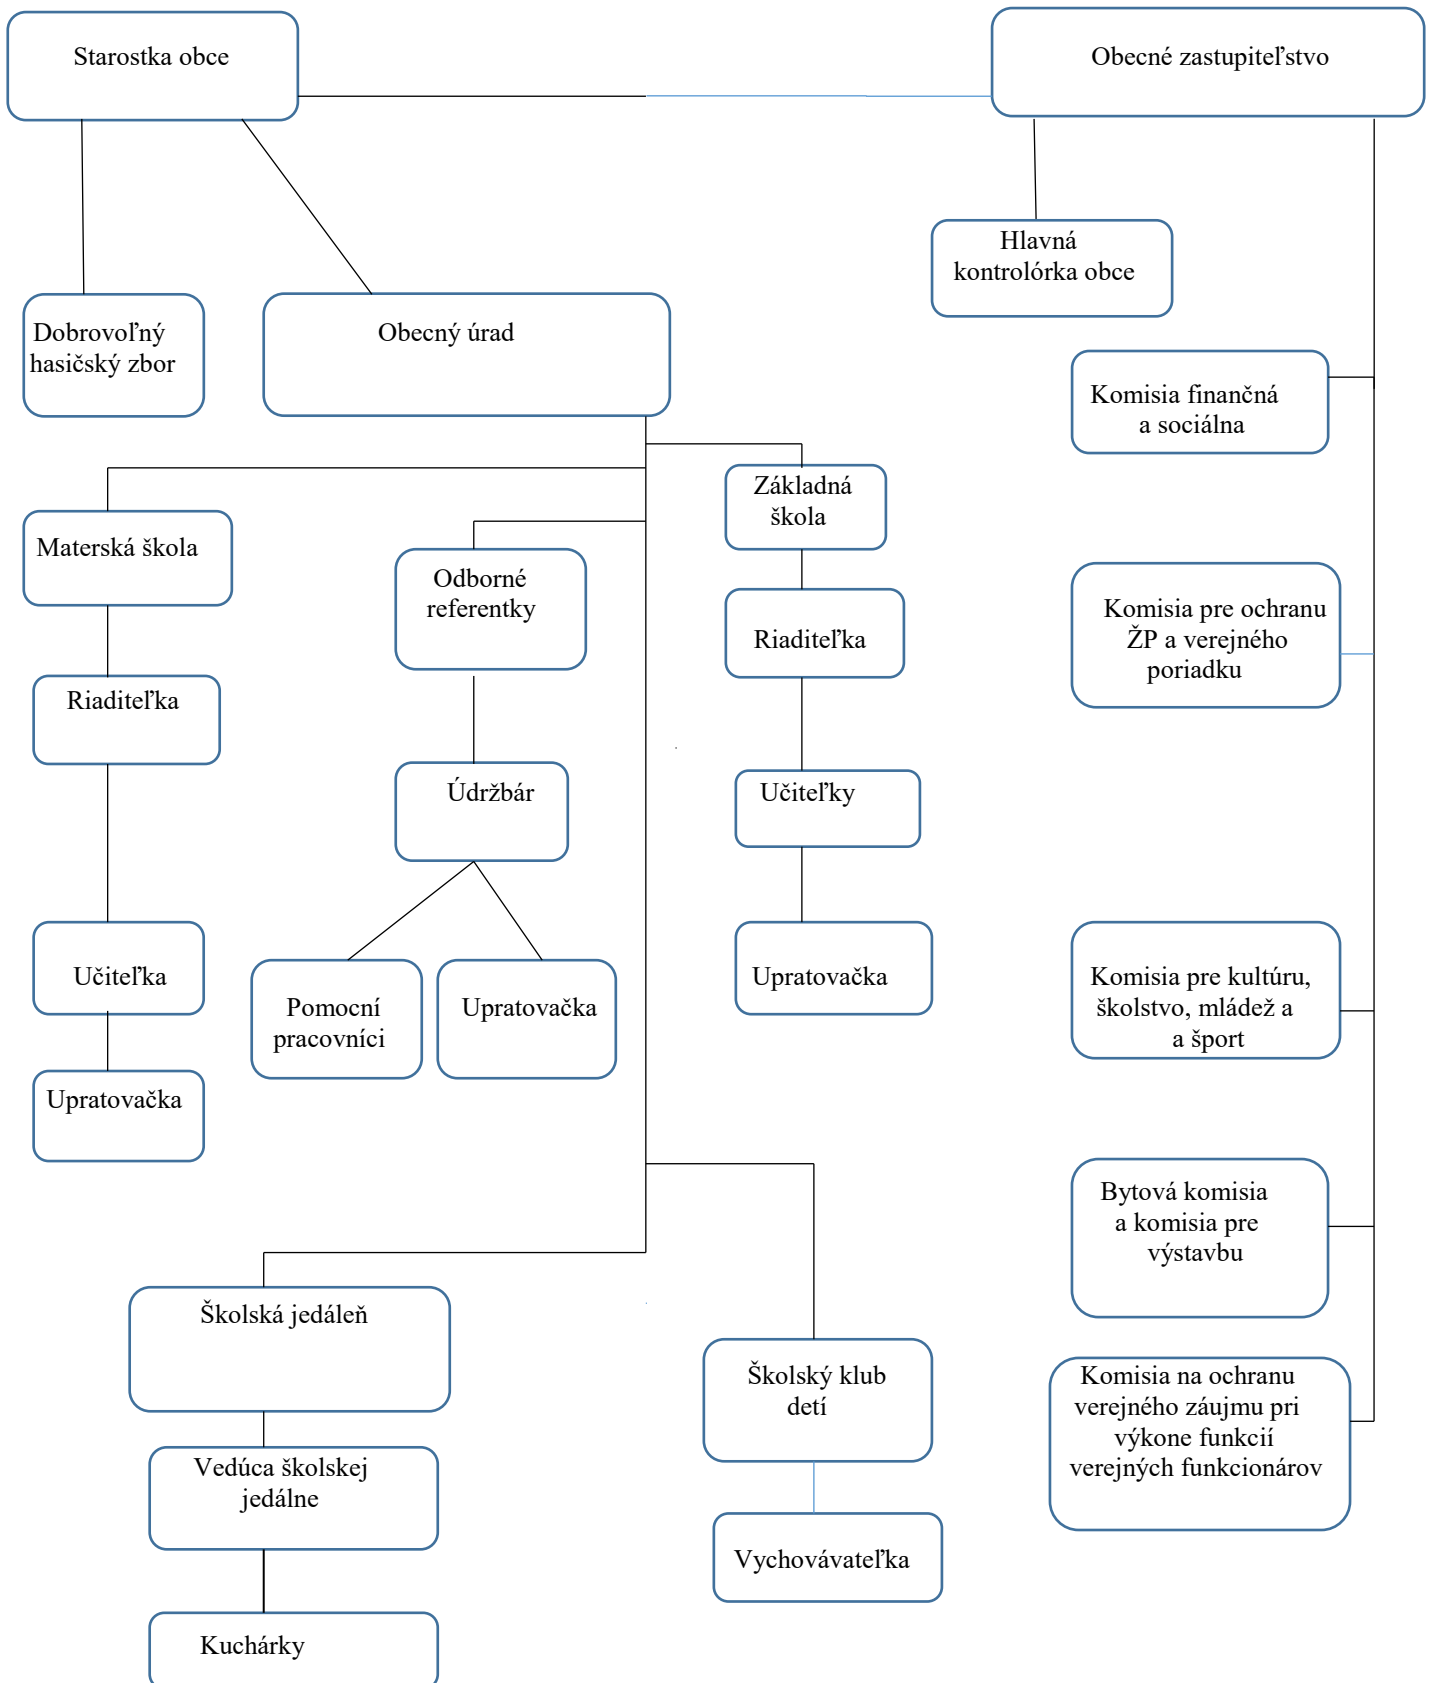 Starostka obce
Obecné zastupiteľstvo
Hlavná
kontrolórka obce
Dobrovoľný
hasičský zbor
Obecný úrad
Komisia finančná
a sociálna
Základná
škola
Materská škola
Odborné
referentky
Komisia pre ochranu
ŽP a verejného
poriadku
Riaditeľka
Riaditeľka
Údržbár
Učiteľky
Učiteľka
Pomocní
pracovníci
Upratovačka
Upratovačka
Komisia pre kultúru,
školstvo, mládež a
a šport
Upratovačka
Bytová komisia
a komisia pre
výstavbu
Školská jedáleň
Školský klub
detí
Komisia na ochranu
verejného záujmu pri
výkone funkcií
verejných funkcionárov
Vedúca školskej
jedálne
Vychovávateľka
Kuchárky